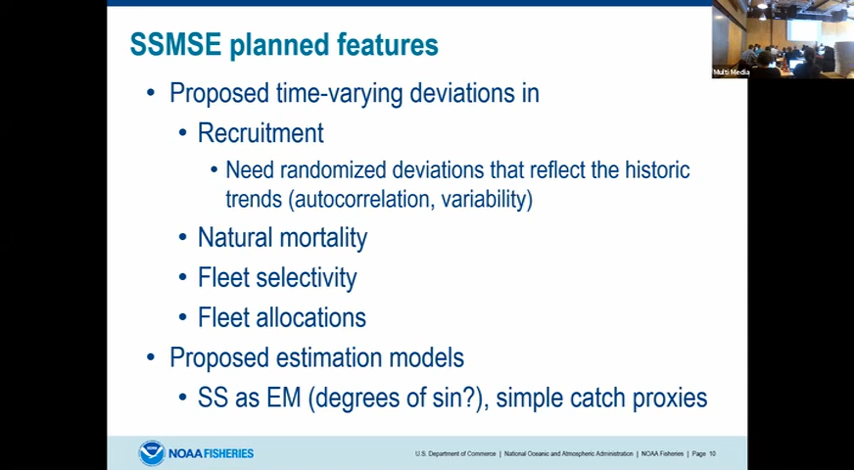 SSMSE planned features
• Proposed time-varying deviations in
• Recruitment
• Need randomized deviations that reflect the historic
trends (autocorrelation, variability)
• Natural mortality
• Fleet selectivity
• Fleet allocations
• Proposed estimation models
• SS as EM (degrees of sin?), simple catch proxies
NOAA FISHERIES
U.S. Department of Commerce | National Oceanic and Atmospheric Administration | NOAA Fisheries | Page 10
Multi Media